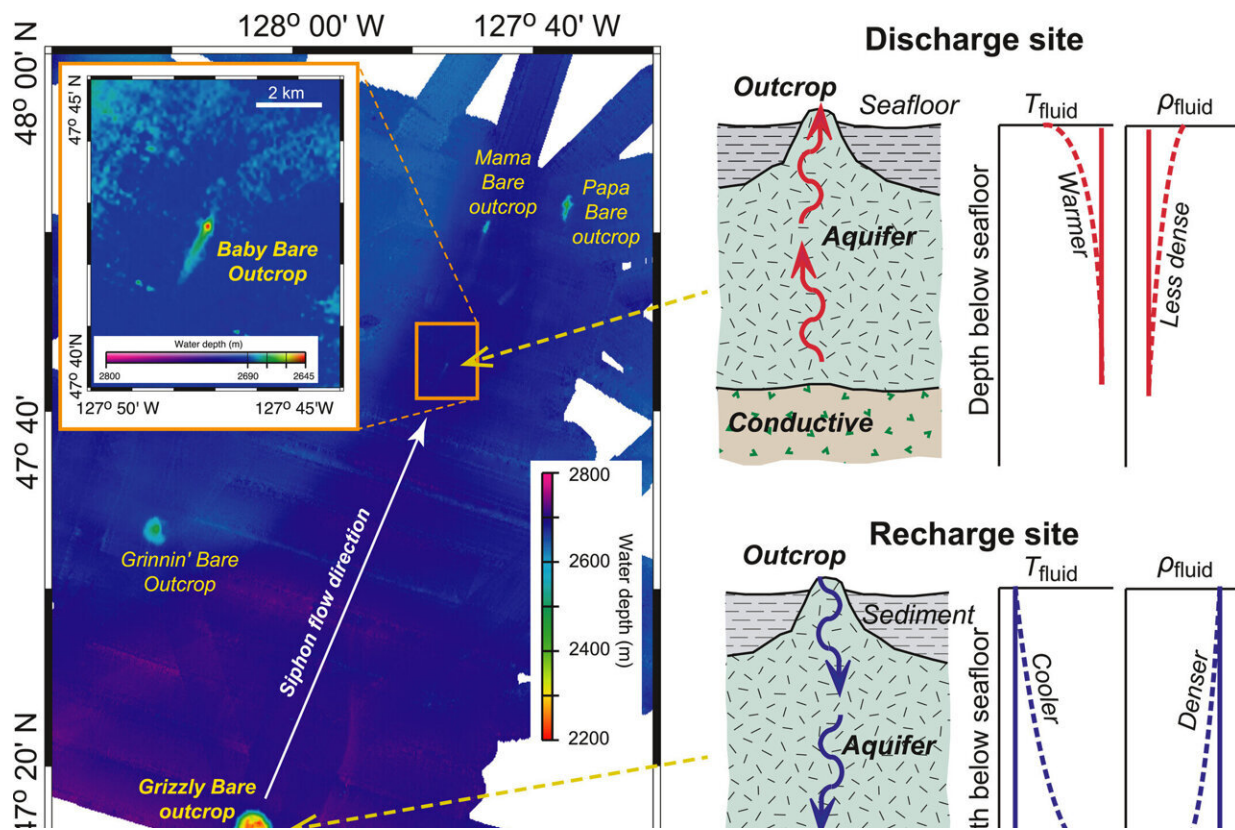 128° 00' W
127° 40' W
48° 00' N
47° 40'
47° 20' N
47° 45' N
2 km
Baby Bare
Outcrop
Water depth (m)
2800
2690
2645
47° 40'N
127° 50' W
127° 45'W
Mama
Bare
outcrop
Papa
Bare
outcrop
Grinnin' Bare
Outcrop
Siphon flow direction
2800
2600
2400
2200
Water depth (m)
Grizzly Bare
outcrop
Discharge site
Outcrop
Seafloor
Aquifer
Conductive
Depth below seafloor
Tfluid
Warmer
ρfluid
Less dense
Recharge site
Outcrop
Sediment
Aquifer
th below seafloor
Tfluid
Cooler
ρfluid
Denser